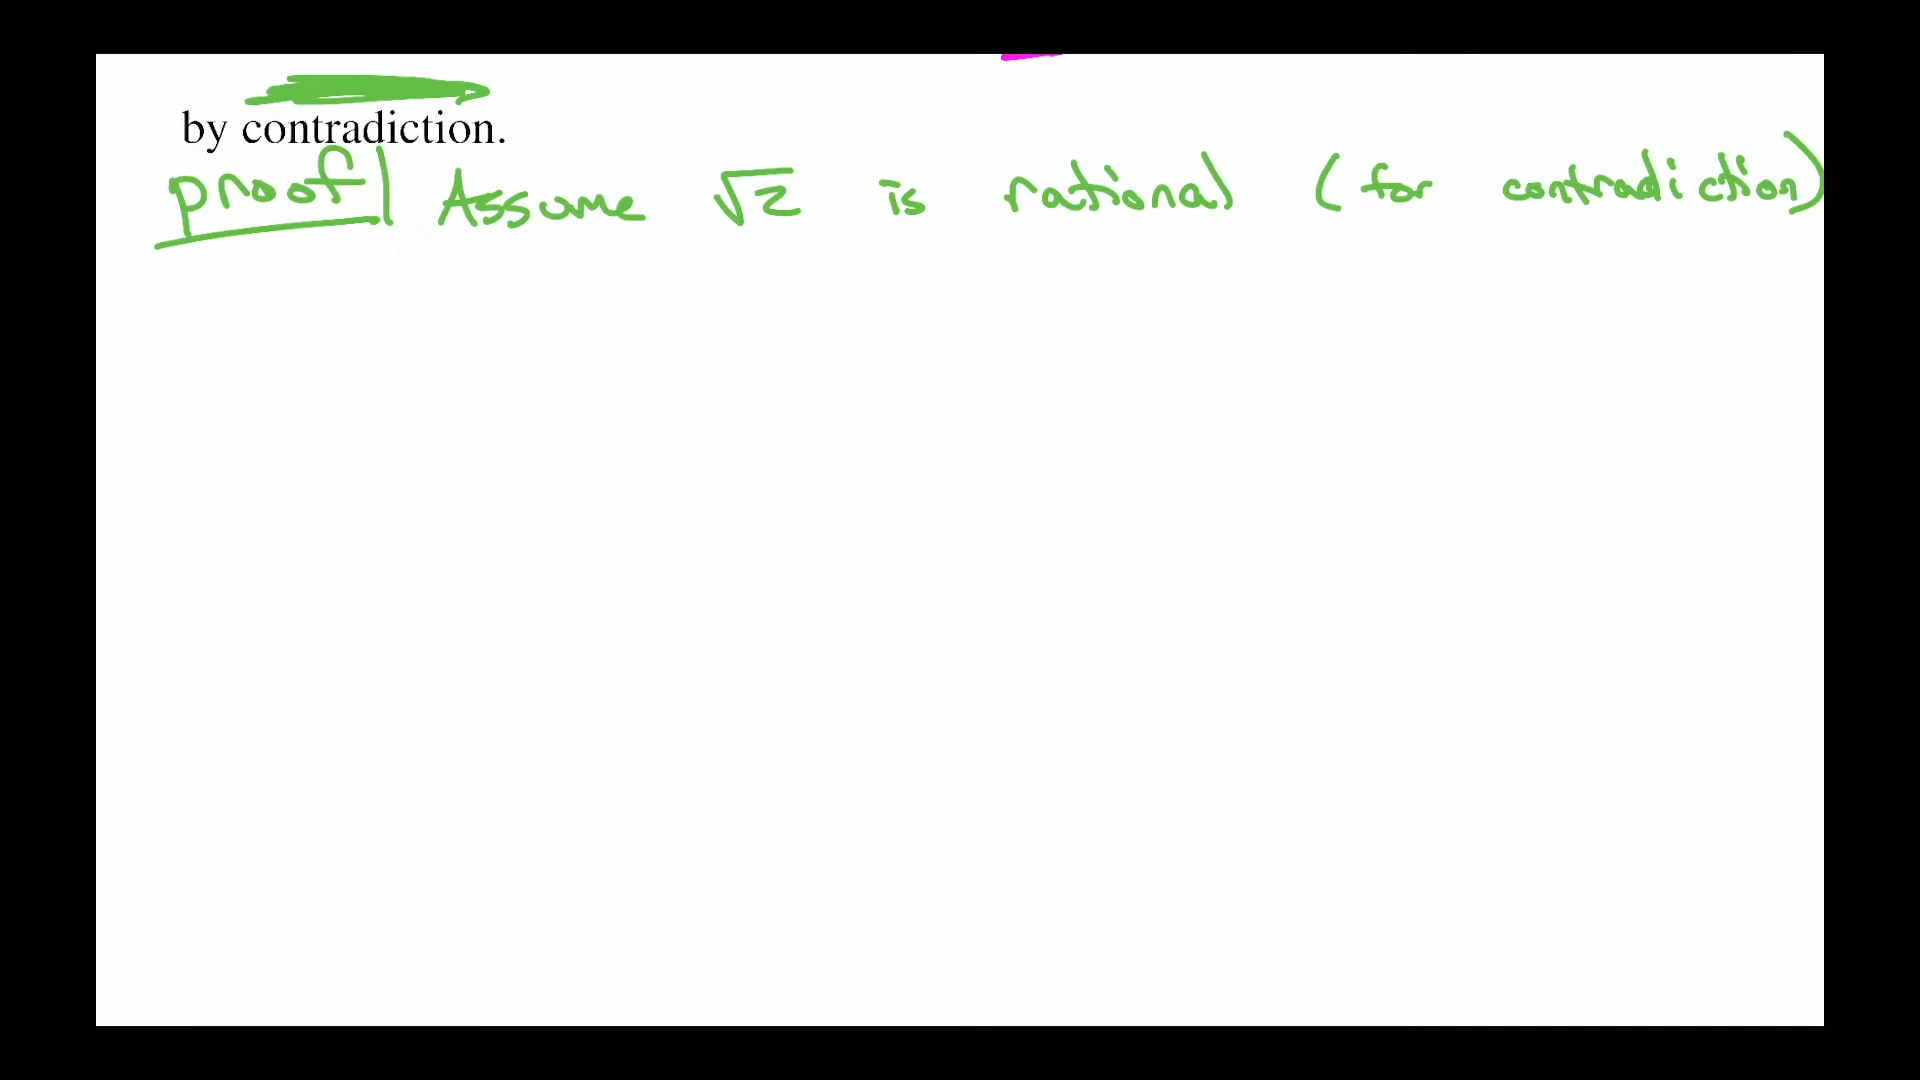 by contradiction.
proof| Assume √2 is rational (for contradiction)